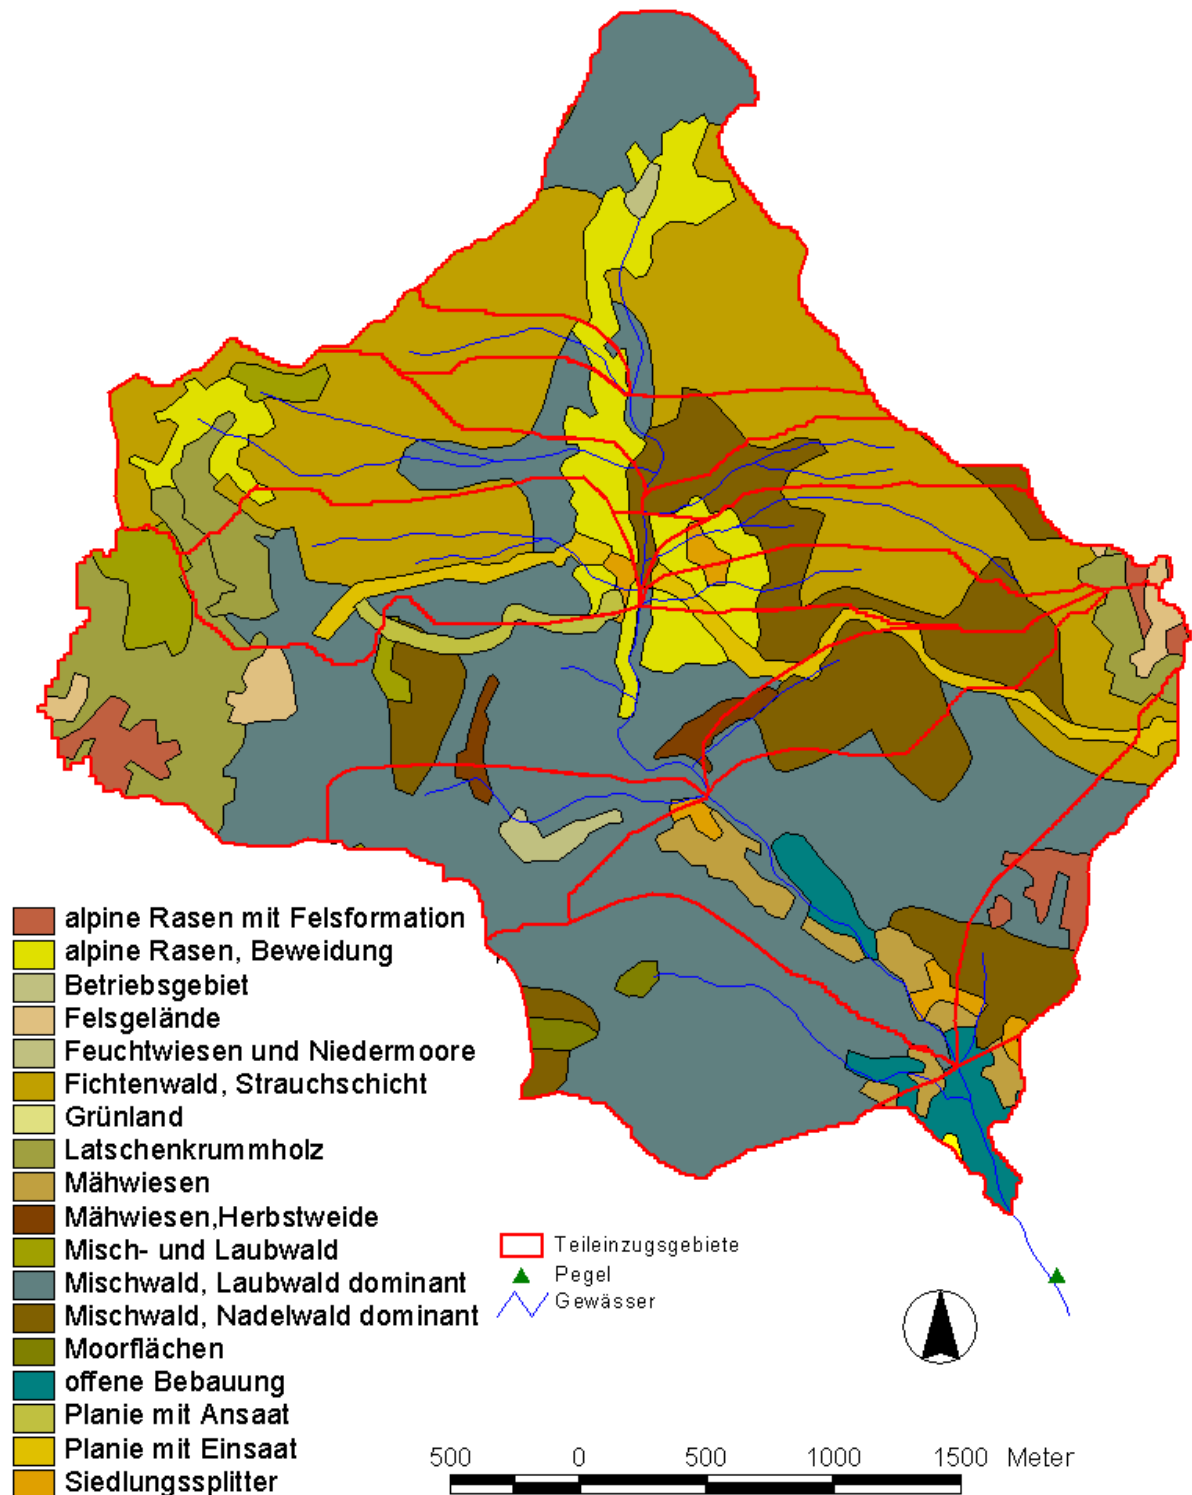 alpine Rasen mit Felsformation
alpine Rasen, Beweidung
Betriebsgebiet
Felsgelände
Feuchtwiesen und Niedermoore
Fichtenwald, Strauchschicht
Grünland
Latschenkrummholz
Mähwiesen
Mähwiesen,Herbstweide
Misch- und Laubwald
Mischwald, Laubwald dominant
Mischwald, Nadelwald dominant
Moorflächen
offene Bebauung
Planie mit Ansaat
Planie mit Einsaat
Siedlungssplitter
Teileinzugsgebiete
Pegel
Gewässer
500 0 500 1000 1500 Meter